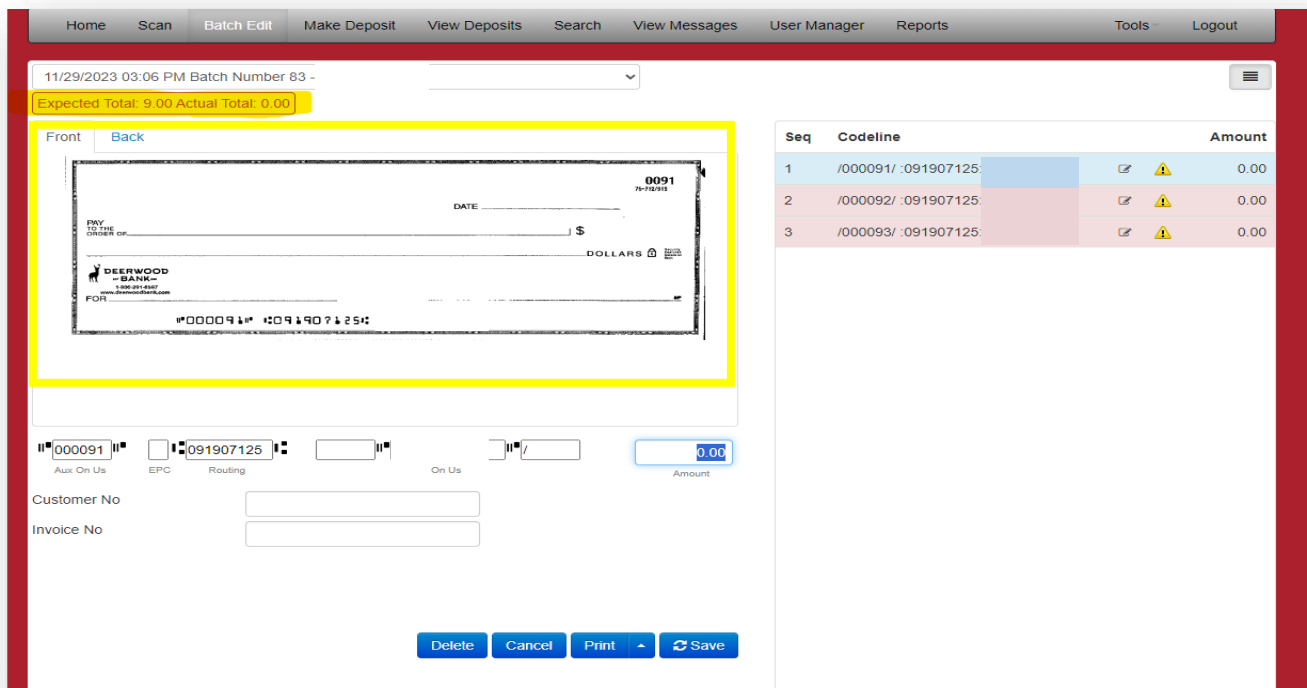 Home Scan Batch Edit Make Deposit View Deposits Search View Messages User Manager Reports Tools Logout
11/29/2023 03:06 PM Batch Number 83 -
Expected Total: 9.00 Actual Total: 0.00
Front Back
0091
75-712/919
DATE
PAY
TO THE
ORDER OF
$
DOLLARS
DEERWOOD
BANK
www.deerwoodbank.com
FOR
⑈000091⑈ ⑆091907125⑆
Seq Codeline Amount
1 /000091/ :091907125: 0.00
2 /000092/ :091907125: 0.00
3 /000093/ :091907125: 0.00
⑈000091⑈ ⑆091907125⑆ ⑈ ⑈/ 0.00
Aux On Us EPC Routing On Us Amount
Customer No
Invoice No
Delete Cancel Print Save